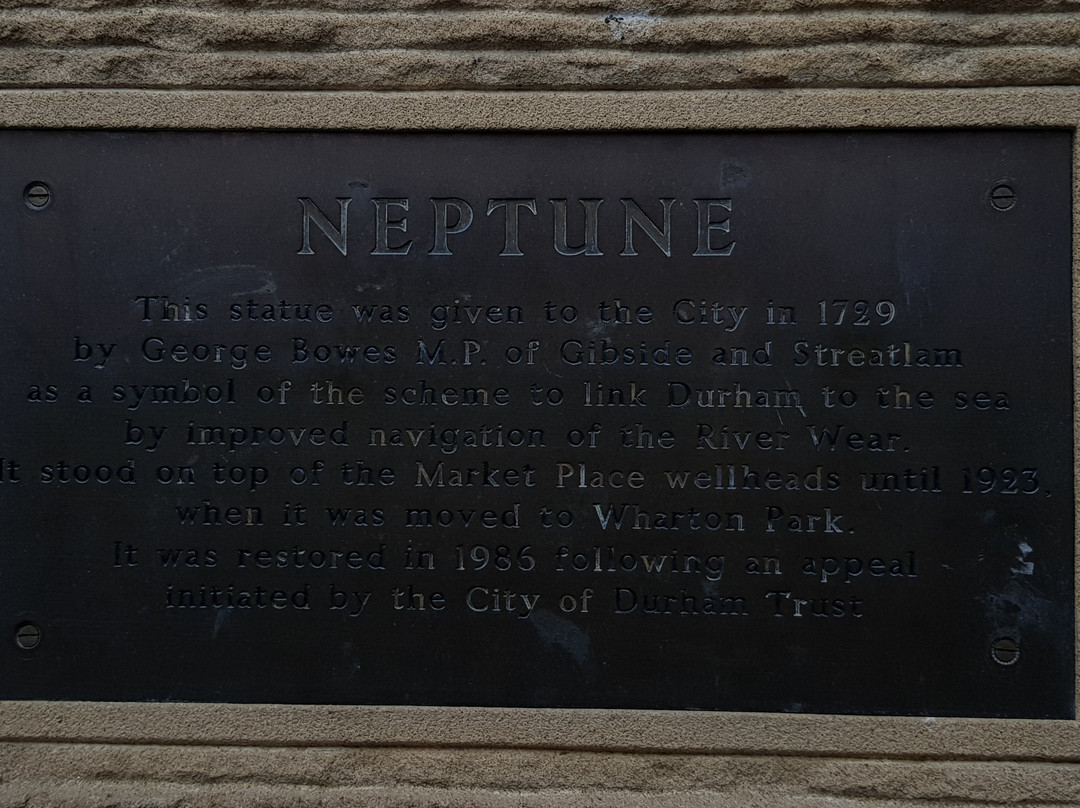 NEPTUNE
This statue was given to the City in 1729
by George Bowes M.P. of Gibside and Streatlam
as a symbol of the scheme to link Durham to the sea
by improved navigation of the River Wear.
It stood on top of the Market Place wellheads until 1923,
when it was moved to Wharton Park.
It was restored in 1986 following an appeal
initiated by the City of Durham Trust